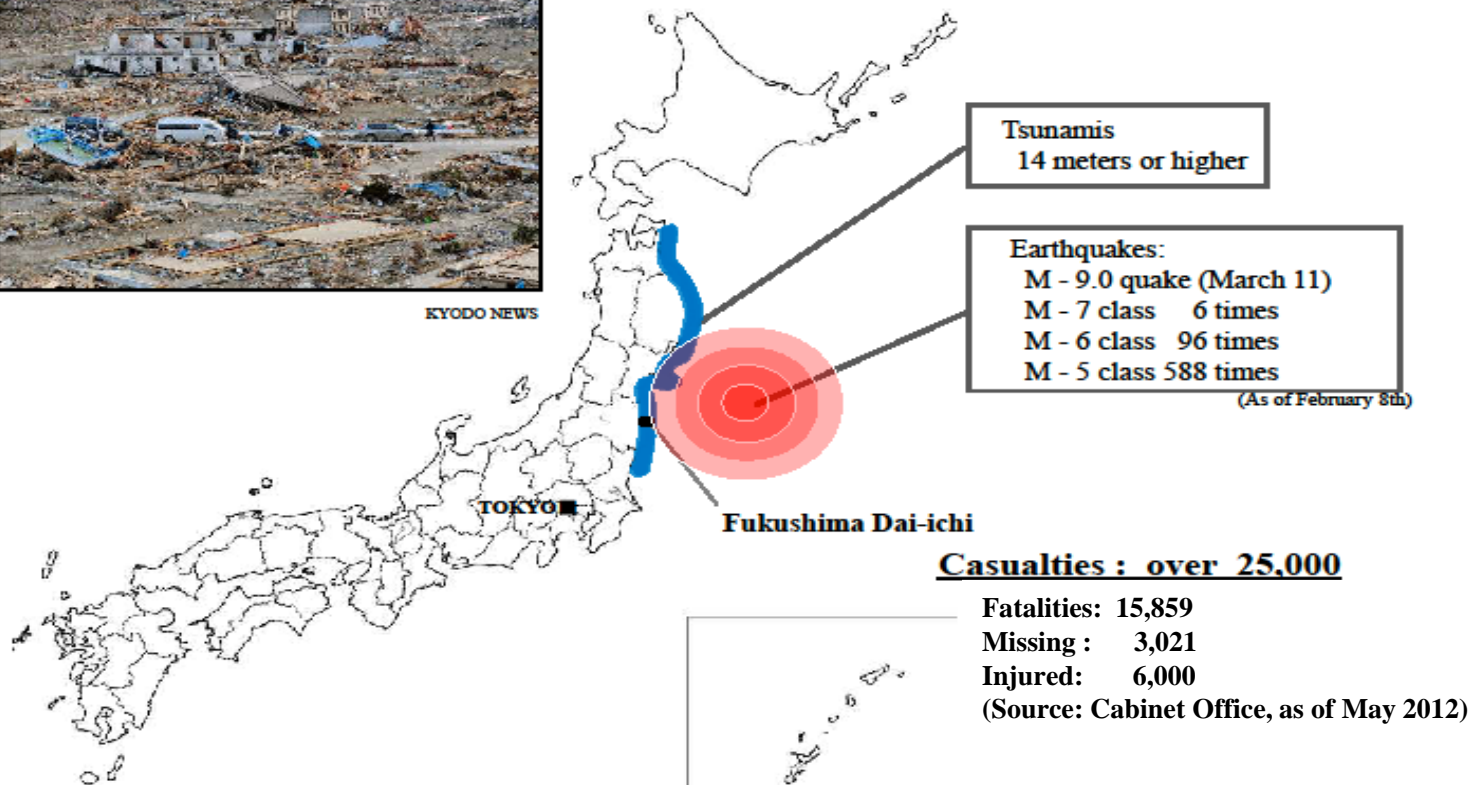 KYODO NEWS
Tsunamis
14 meters or higher
Earthquakes:
M - 9.0 quake (March 11)
M - 7 class 6 times
M - 6 class 96 times
M - 5 class 588 times
(As of February 8th)
TOKYO
Fukushima Dai-ichi
Casualties : over 25,000
Fatalities: 15,859
Missing : 3,021
Injured: 6,000
(Source: Cabinet Office, as of May 2012)